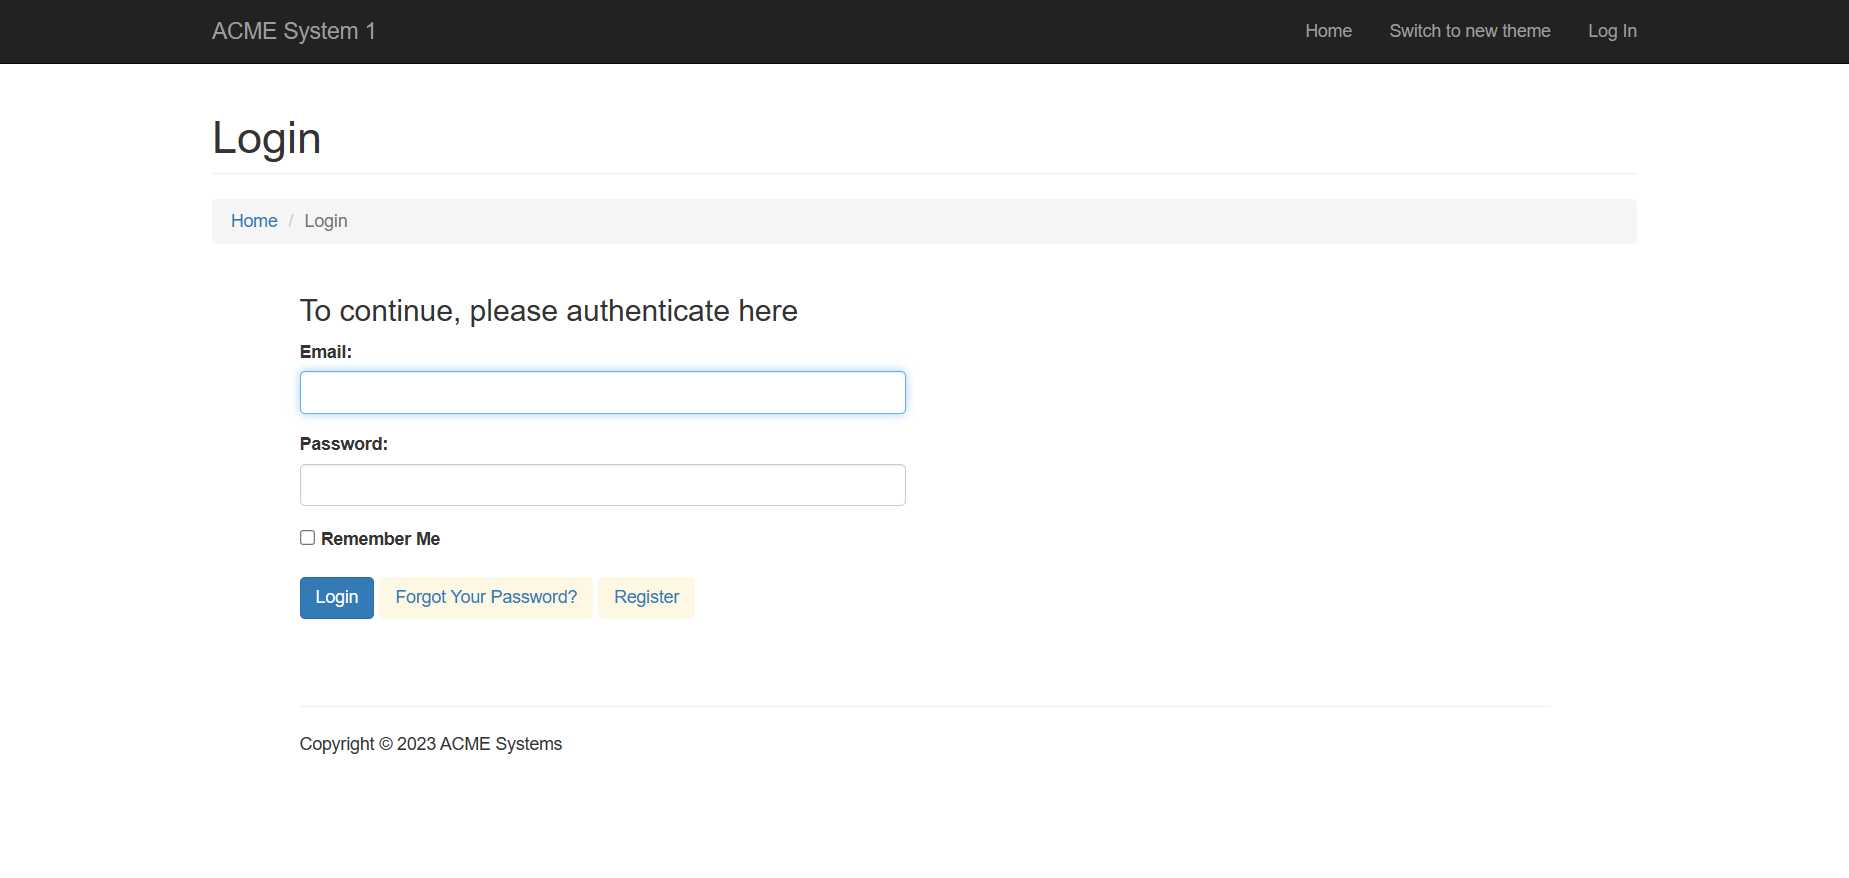 ACME System 1 Home Switch to new theme Log In
Login
Home / Login
To continue, please authenticate here
Email:
Password:
Remember Me
Login Forgot Your Password? Register
Copyright © 2023 ACME Systems